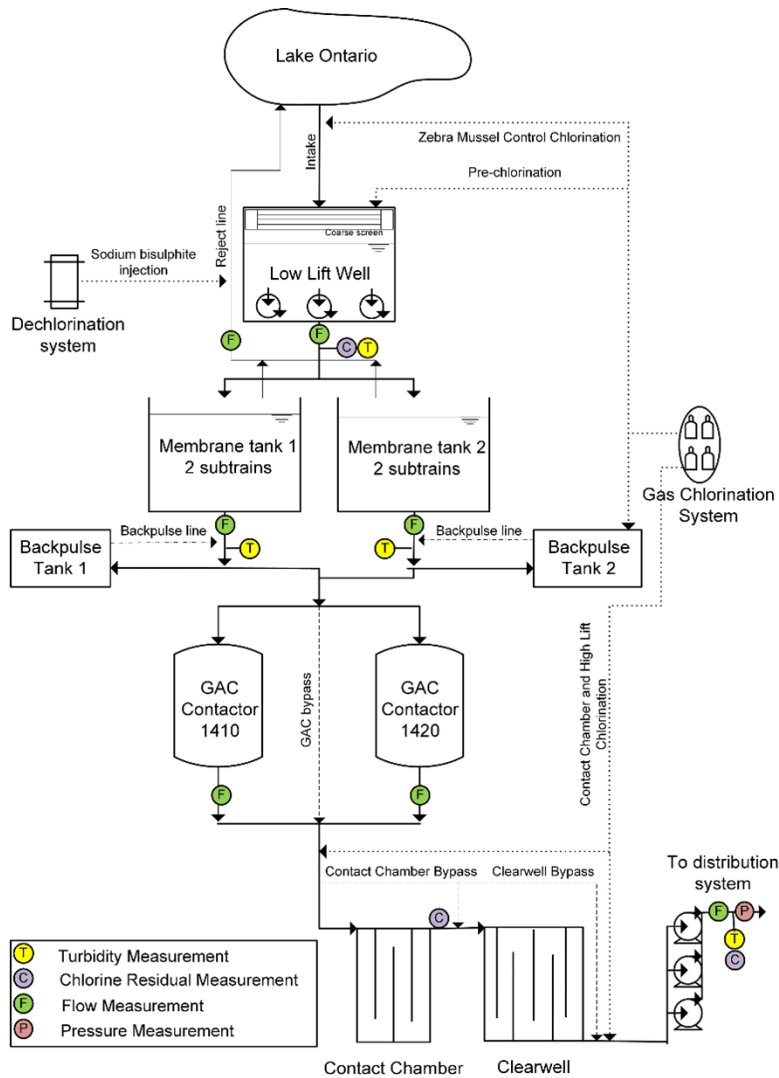 Lake Ontario
Zebra Mussel Control Chlorination
Intake
Pre-chlorination
Reject line
Coarse screen
Sodium bisulphite
injection
Low Lift Well
Dechlorination
system
F
F
C
T
Membrane tank 1
2 subtrains
Membrane tank 2
2 subtrains
Gas Chlorination
System
F
F
Backpulse line
T
T
Backpulse line
Backpulse
Tank 1
Backpulse
Tank 2
GAC
Contactor
1410
GAC bypass
GAC
Contactor
1420
Contact Chamber and High Lift
Chlorination
F
F
Contact Chamber Bypass
Clearwell Bypass
To distribution
system
C
F
P
T
C
T
Turbidity Measurement
C
Chlorine Residual Measurement
F
Flow Measurement
P
Pressure Measurement
Contact Chamber
Clearwell